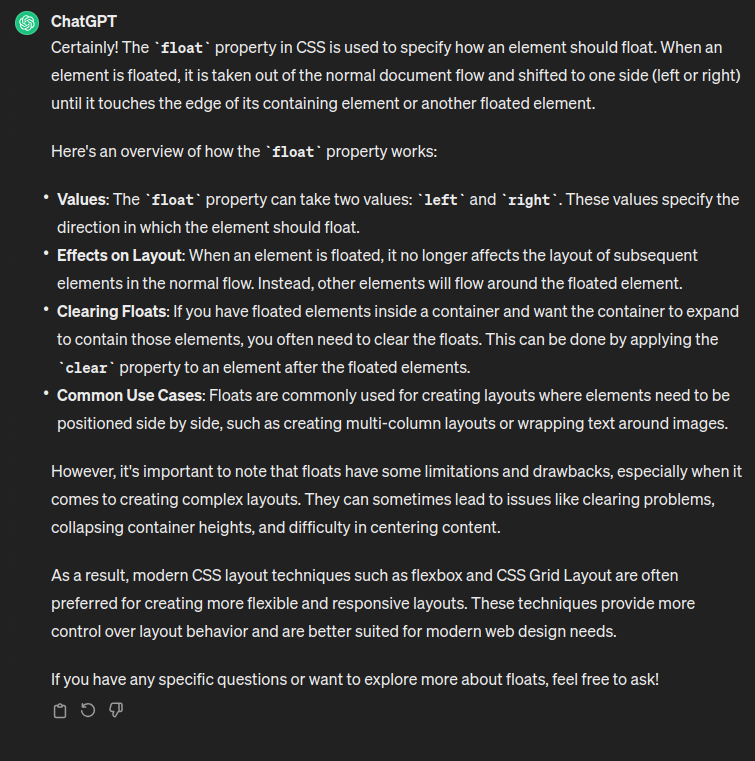 ChatGPT
Certainly! The `float` property in CSS is used to specify how an element should float. When an
element is floated, it is taken out of the normal document flow and shifted to one side (left or right)
until it touches the edge of its containing element or another floated element.
Here's an overview of how the `float` property works:
• Values: The `float` property can take two values: `left` and `right`. These values specify the
direction in which the element should float.
• Effects on Layout: When an element is floated, it no longer affects the layout of subsequent
elements in the normal flow. Instead, other elements will flow around the floated element.
• Clearing Floats: If you have floated elements inside a container and want the container to expand
to contain those elements, you often need to clear the floats. This can be done by applying the
`clear` property to an element after the floated elements.
• Common Use Cases: Floats are commonly used for creating layouts where elements need to be
positioned side by side, such as creating multi-column layouts or wrapping text around images.
However, it's important to note that floats have some limitations and drawbacks, especially when it
comes to creating complex layouts. They can sometimes lead to issues like clearing problems,
collapsing container heights, and difficulty in centering content.
As a result, modern CSS layout techniques such as flexbox and CSS Grid Layout are often
preferred for creating more flexible and responsive layouts. These techniques provide more
control over layout behavior and are better suited for modern web design needs.
If you have any specific questions or want to explore more about floats, feel free to ask!